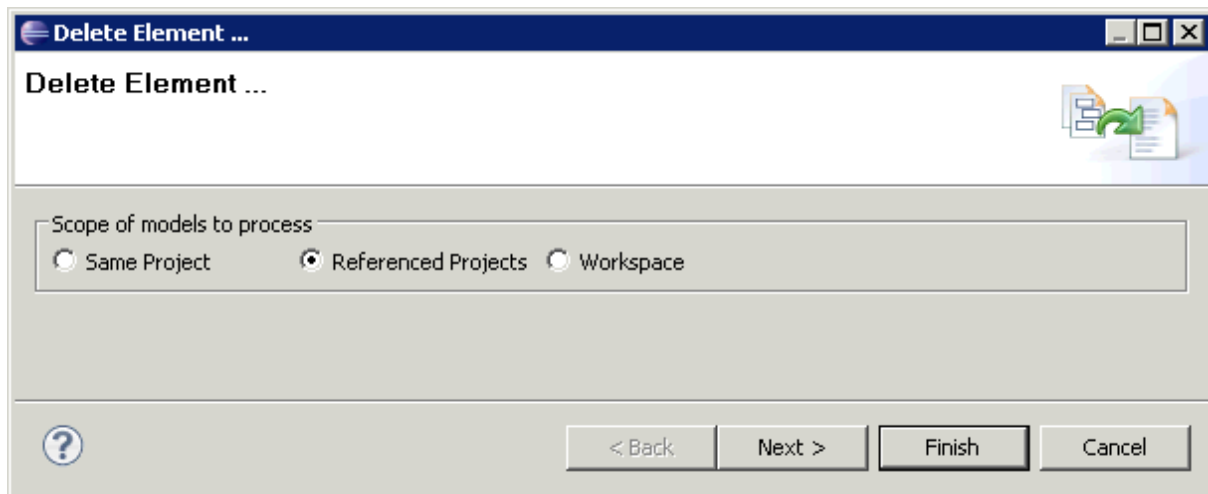 Delete Element ...
Delete Element ...
Scope of models to process
Same Project Referenced Projects Workspace
? < Back Next > Finish Cancel